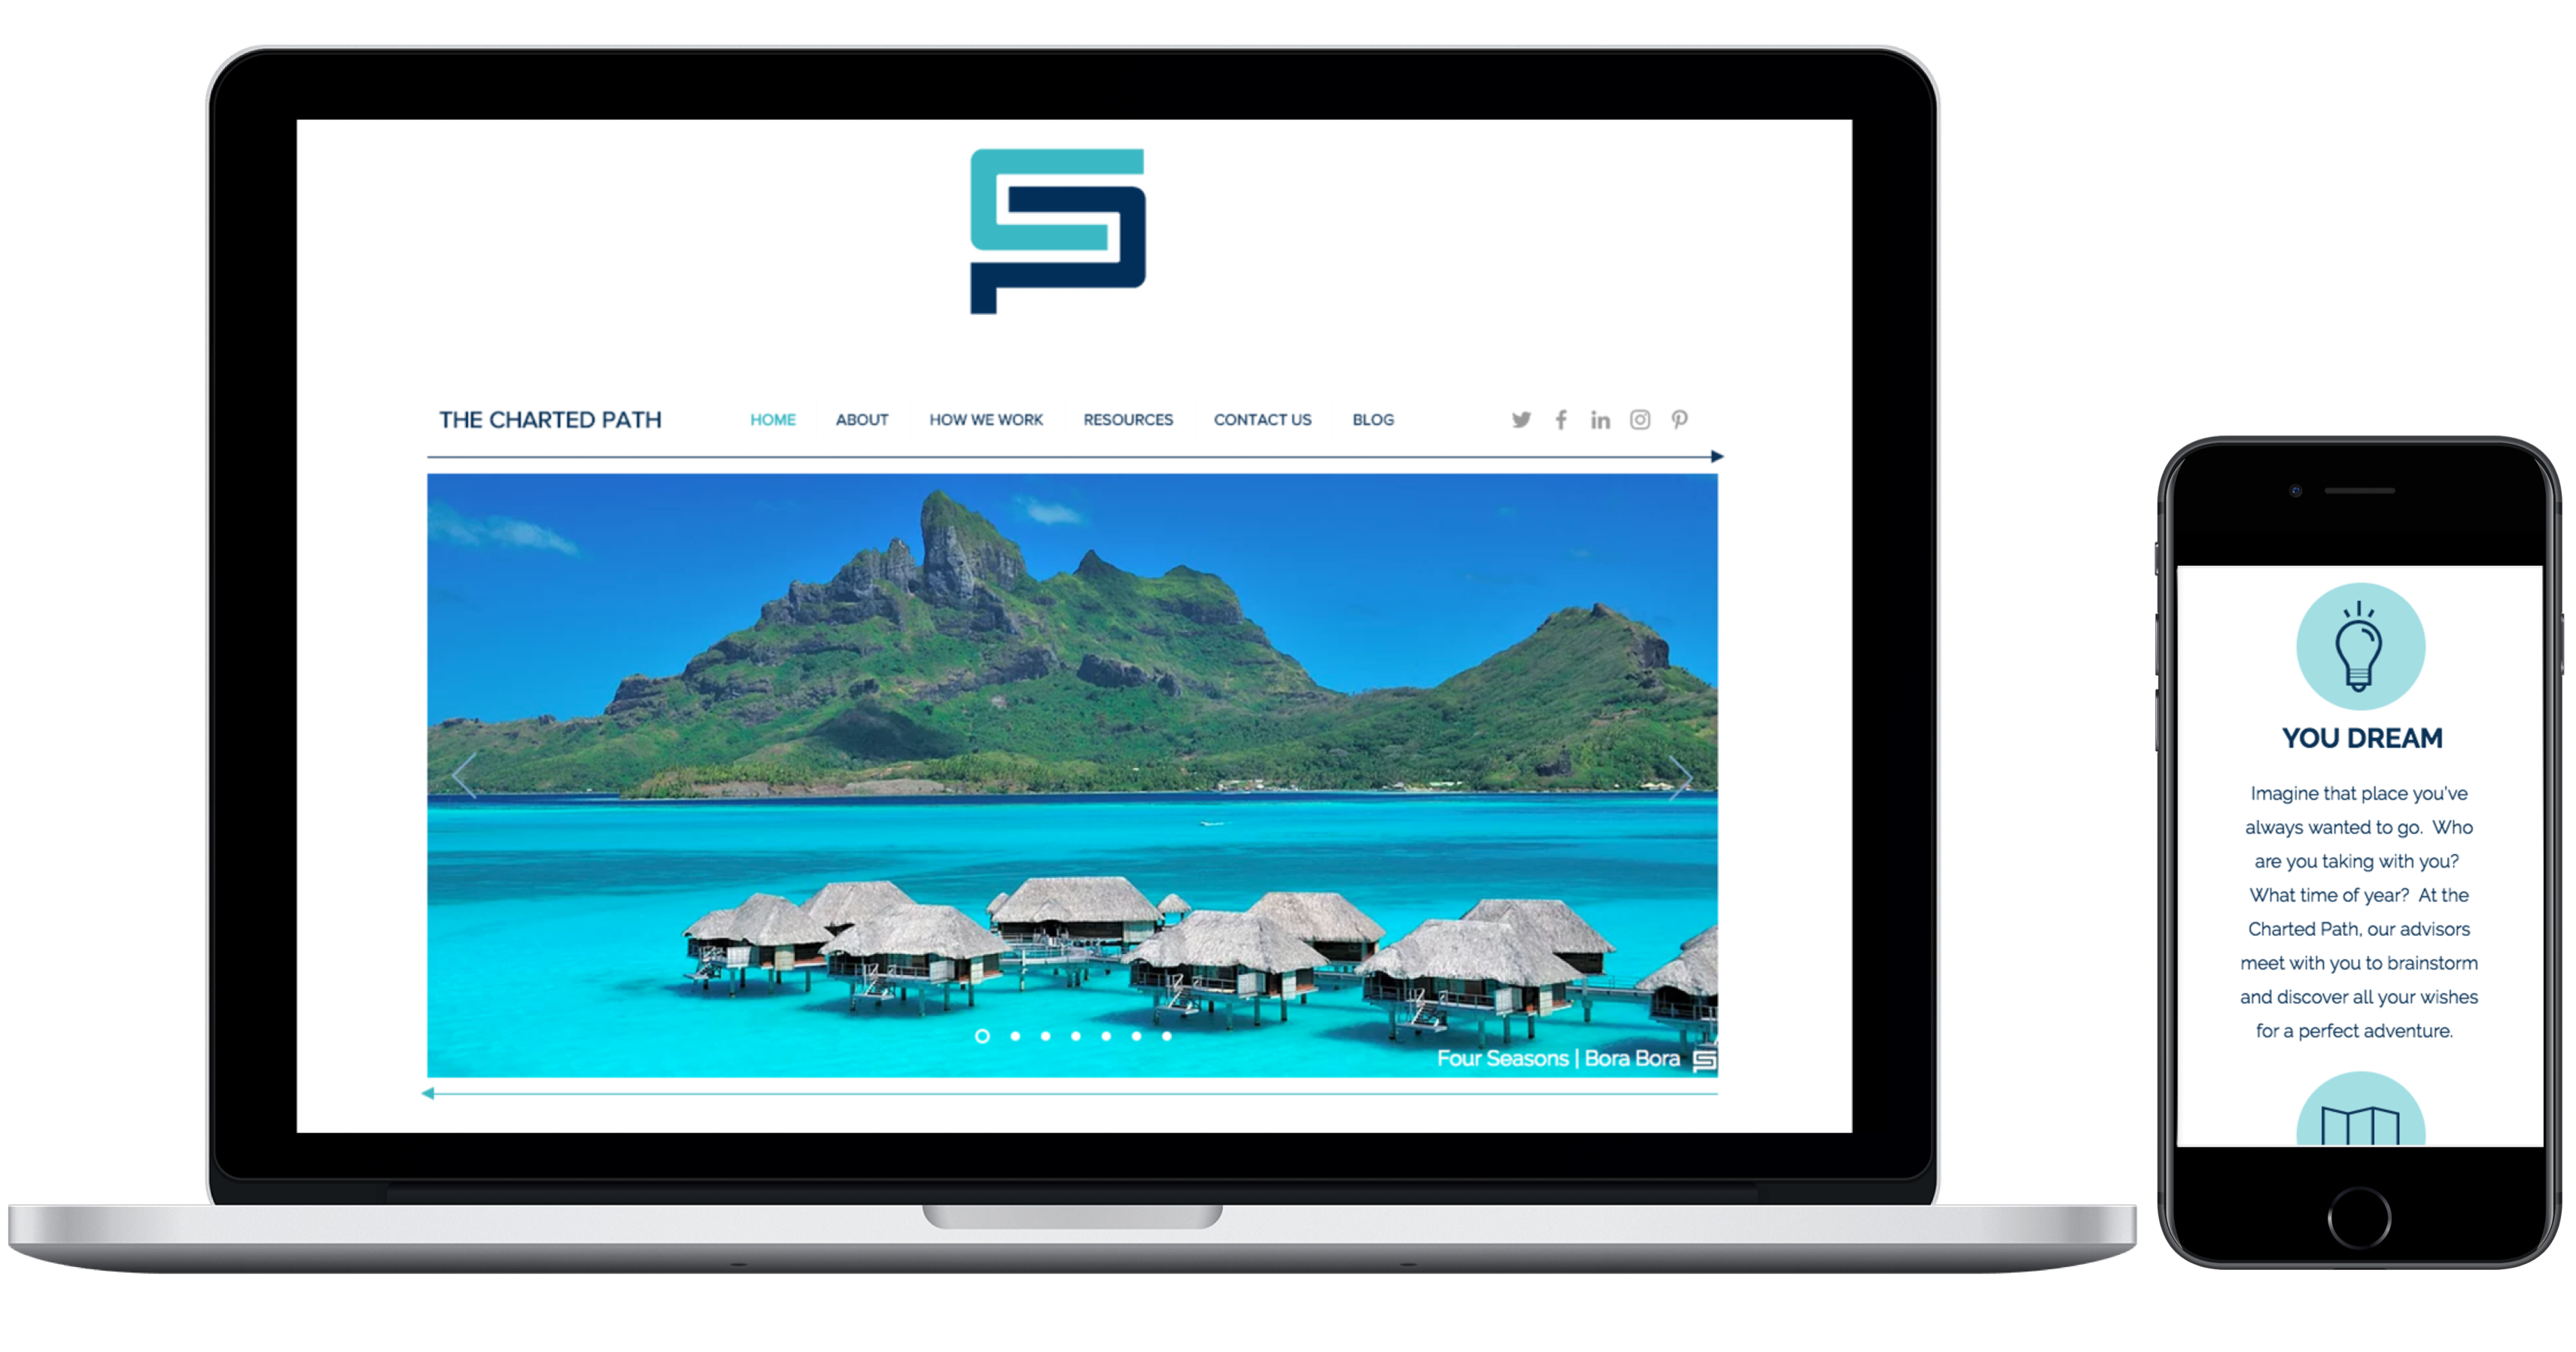 THE CHARTED PATH
HOME ABOUT HOW WE WORK RESOURCES CONTACT US BLOG
Four Seasons | Bora Bora
YOU DREAM
Imagine that place you've
always wanted to go. Who
are you taking with you?
What time of year? At the
Charted Path, our advisors
meet with you to brainstorm
and discover all your wishes
for a perfect adventure.